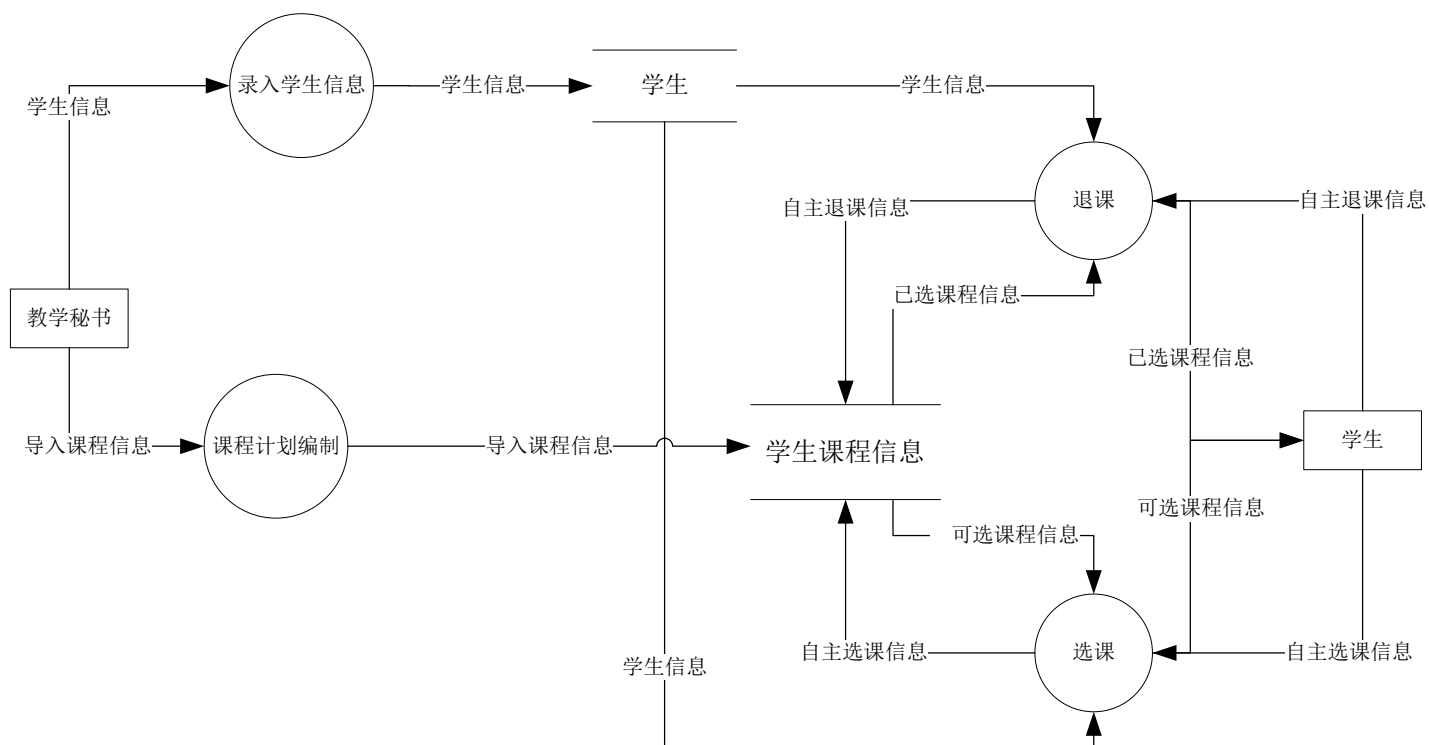 录入学生信息
学生信息
学生
学生信息
学生信息
退课
自主退课信息
自主退课信息
已选课程信息
教学秘书
已选课程信息
导入课程信息
课程计划编制
导入课程信息
学生课程信息
学生
可选课程信息
可选课程信息
学生信息
自主选课信息
选课
自主选课信息